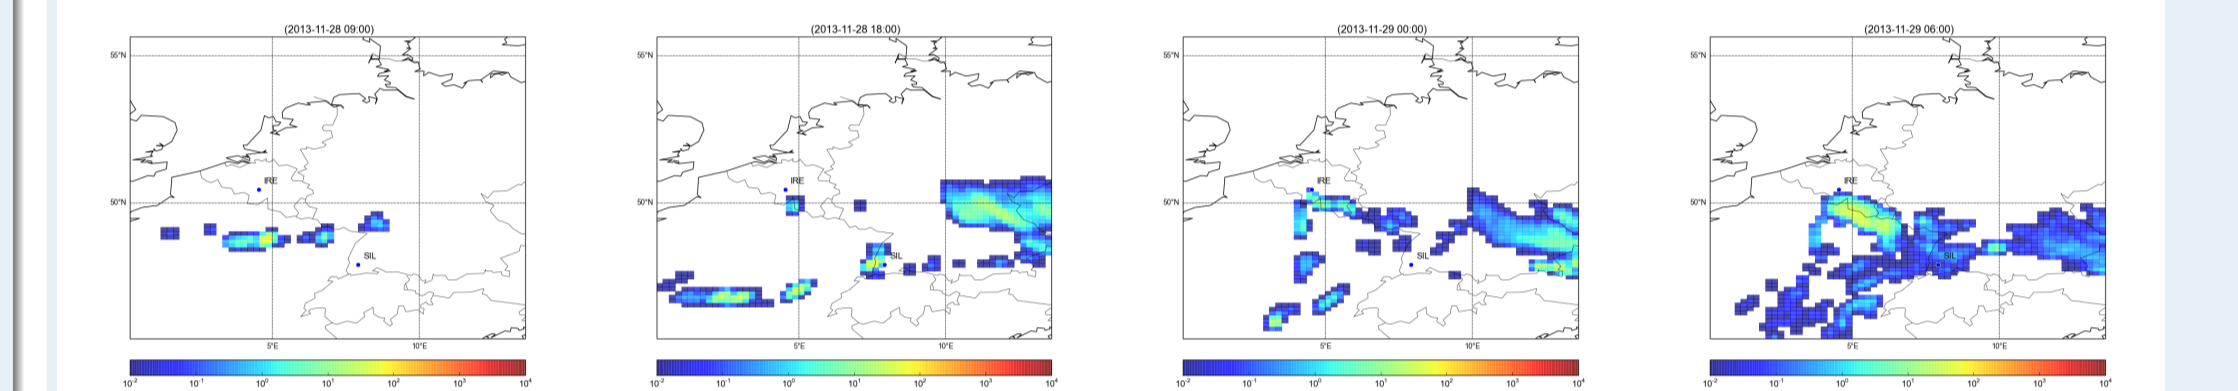 (2013-11-28 09:00)
55°N
50°N
IRE
SIL
5°E 10°E
10⁻² 10⁻¹ 10⁰ 10¹ 10² 10³ 10⁴
(2013-11-28 18:00)
55°N
50°N
IRE
SIL
5°E 10°E
10⁻² 10⁻¹ 10⁰ 10¹ 10² 10³ 10⁴
(2013-11-29 00:00)
55°N
50°N
IRE
SIL
5°E 10°E
10⁻² 10⁻¹ 10⁰ 10¹ 10² 10³ 10⁴
(2013-11-29 06:00)
55°N
50°N
IRE
SIL
5°E 10°E
10⁻² 10⁻¹ 10⁰ 10¹ 10² 10³ 10⁴